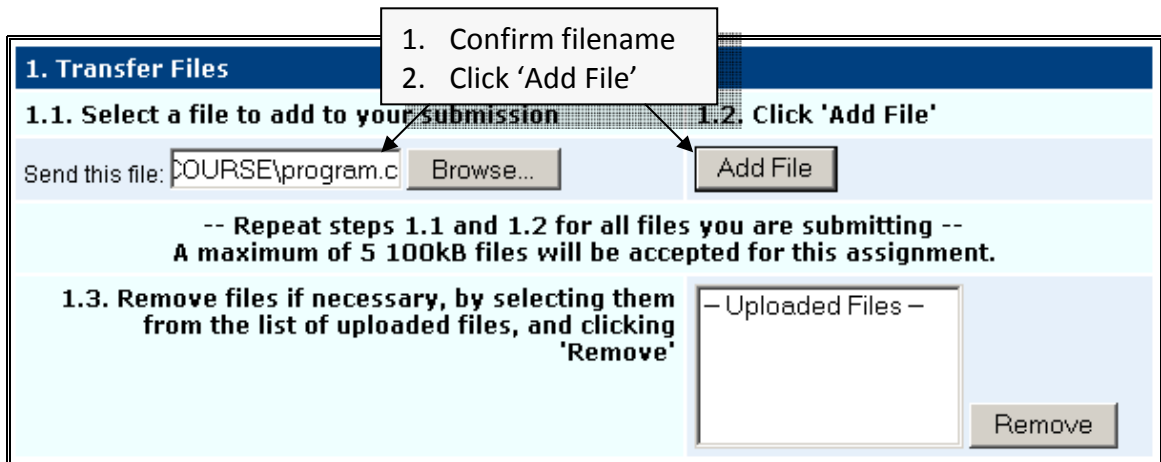 1. Confirm filename
2. Click ‘Add File’
1. Transfer Files
1.1. Select a file to add to your submission
1.2. Click 'Add File'
Send this file: COURSE\program.c Browse...
Add File
-- Repeat steps 1.1 and 1.2 for all files you are submitting --
A maximum of 5 100kB files will be accepted for this assignment.
1.3. Remove files if necessary, by selecting them
from the list of uploaded files, and clicking
'Remove'
-- Uploaded Files --
Remove